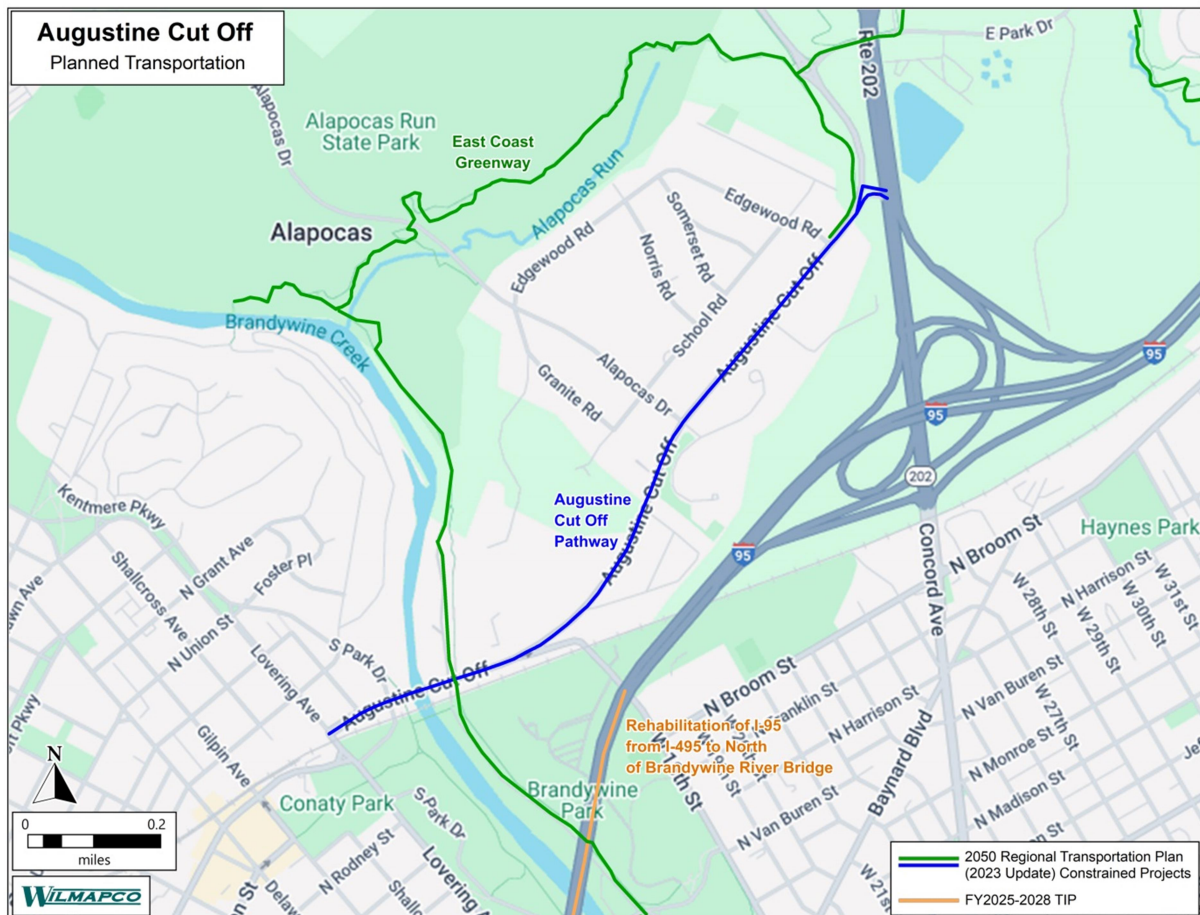 Augustine Cut Off
Planned Transportation
Rte 202
E Park Dr
Alapocas Dr
Alapocas Run
State Park
East Coast
Greenway
Alapocas Run
Edgewood Rd
Somerset Rd
Norris Rd
Edgewood Rd
Alapocas
School Rd
Augustine Cut Off
Brandywine Creek
Alapocas Dr
Granite Rd
95
95
202
Augustine Cut Off
Augustine
Cut Off
Pathway
95
Kentmere Pkwy
N Grant Ave
Foster Pl
Shallcross Ave
N Union St
S Park Dr
Lovering Ave
Augustine Cut Off
Gilpin Ave
Concord Ave
N Broom St
Haynes Park
N Harrison St
W 31st St
W 30th St
W 29th St
W 28th St
N Van Buren St
W 27th St
N Broom St
N Harrison St
N Monroe St
N Madison St
Baynard Blvd
N Van Buren St
Rehabilitation of I-95
from I-495 to North
of Brandywine River Bridge
Brandywine
Park
Conaty Park
S Park Dr
N Rodney St
N
0
0.2
miles
WILMAPCO
2050 Regional Transportation Plan
(2023 Update) Constrained Projects
FY2025-2028 TIP